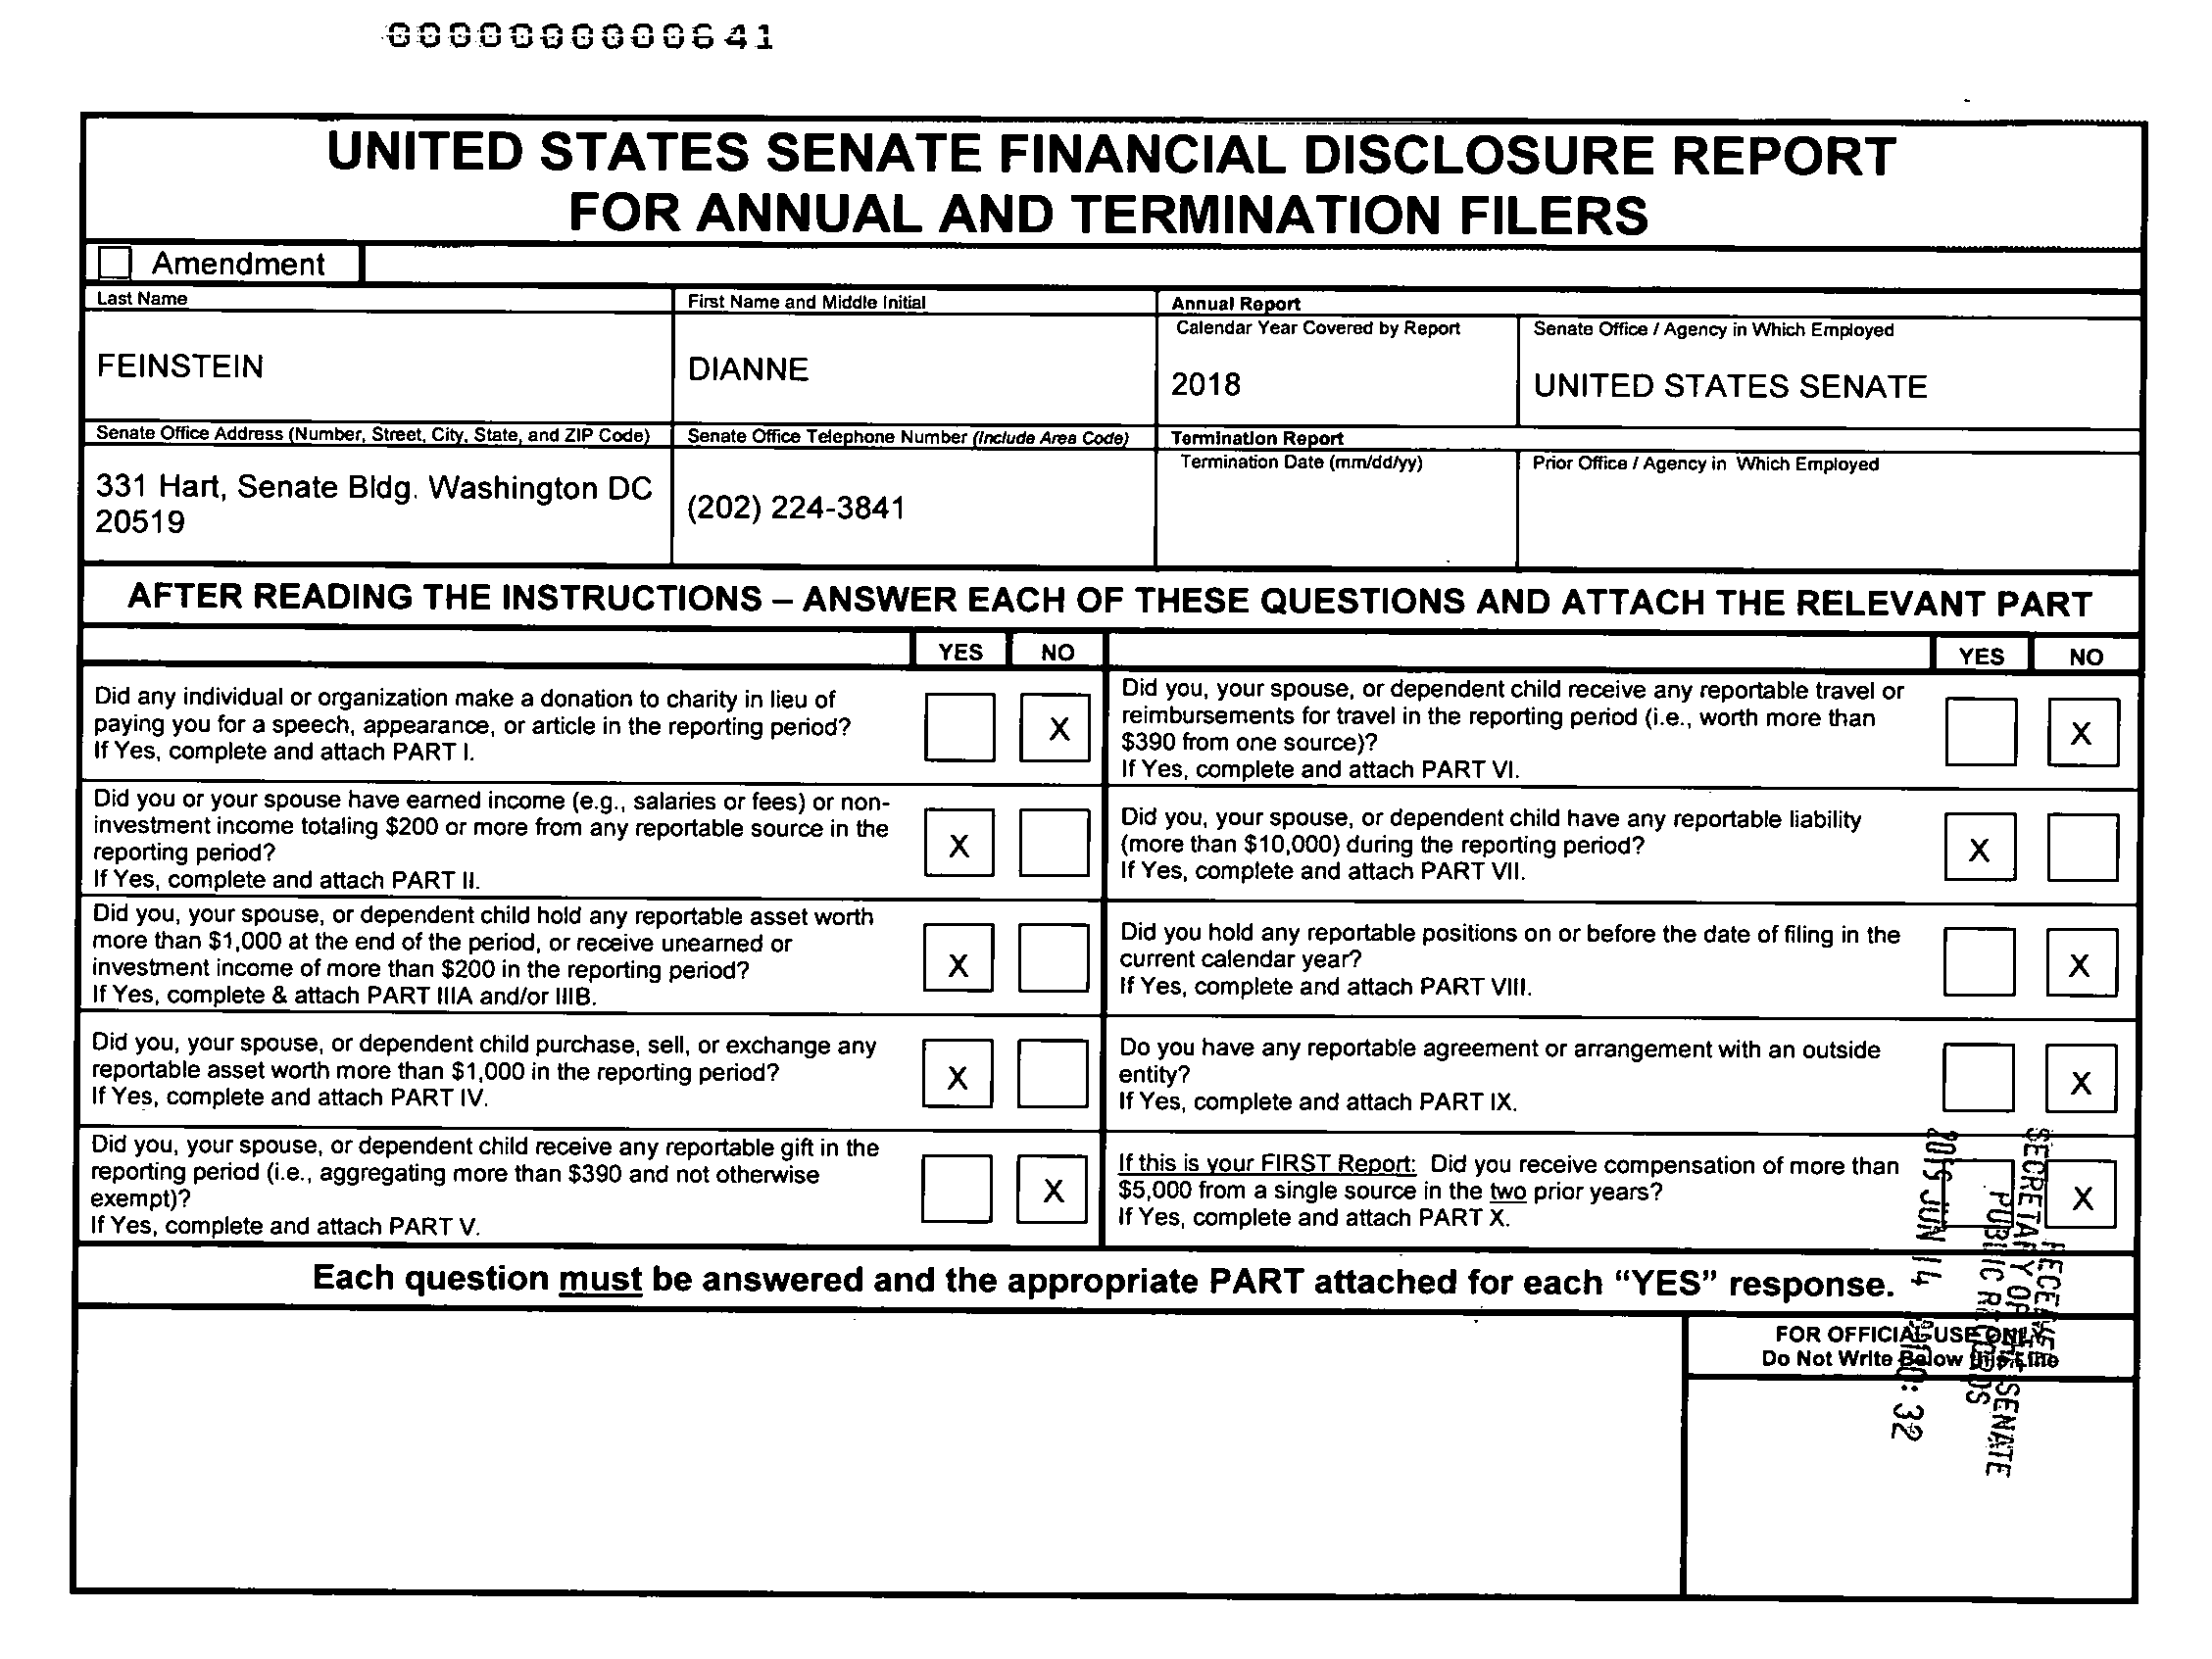 0000000000641
UNITED STATES SENATE FINANCIAL DISCLOSURE REPORT
FOR ANNUAL AND TERMINATION FILERS
Amendment
Last Name
First Name and Middle Initial
Annual Report
Calendar Year Covered by Report
Senate Office / Agency in Which Employed
FEINSTEIN
DIANNE
2018
UNITED STATES SENATE
Senate Office Address (Number, Street, City, State, and ZIP Code)
Senate Office Telephone Number (Include Area Code)
Termination Report
Termination Date (mm/dd/yy)
Prior Office / Agency in Which Employed
331 Hart, Senate Bldg. Washington DC
20519
(202) 224-3841
AFTER READING THE INSTRUCTIONS – ANSWER EACH OF THESE QUESTIONS AND ATTACH THE RELEVANT PART
YES NO
YES NO
Did any individual or organization make a donation to charity in lieu of
paying you for a speech, appearance, or article in the reporting period?
If Yes, complete and attach PART I.
X
Did you, your spouse, or dependent child receive any reportable travel or
reimbursements for travel in the reporting period (i.e., worth more than
$390 from one source)?
If Yes, complete and attach PART VI.
X
Did you or your spouse have earned income (e.g., salaries or fees) or non-
investment income totaling $200 or more from any reportable source in the
reporting period?
If Yes, complete and attach PART II.
X
Did you, your spouse, or dependent child have any reportable liability
(more than $10,000) during the reporting period?
If Yes, complete and attach PART VII.
X
Did you, your spouse, or dependent child hold any reportable asset worth
more than $1,000 at the end of the period, or receive unearned or
investment income of more than $200 in the reporting period?
If Yes, complete & attach PART IIIA and/or IIIB.
X
Did you hold any reportable positions on or before the date of filing in the
current calendar year?
If Yes, complete and attach PART VIII.
X
Did you, your spouse, or dependent child purchase, sell, or exchange any
reportable asset worth more than $1,000 in the reporting period?
If Yes, complete and attach PART IV.
X
Do you have any reportable agreement or arrangement with an outside
entity?
If Yes, complete and attach PART IX.
X
Did you, your spouse, or dependent child receive any reportable gift in the
reporting period (i.e., aggregating more than $390 and not otherwise
exempt)?
If Yes, complete and attach PART V.
X
If this is your FIRST Report: Did you receive compensation of more than
$5,000 from a single source in the two prior years?
If Yes, complete and attach PART X.
X
Each question must be answered and the appropriate PART attached for each “YES” response.
FOR OFFICIAL USE ONLY
Do Not Write Below this Line
RECEIVED
SECRETARY OF THE SENATE
PUBLIC RECORDS
2019 JUN 14